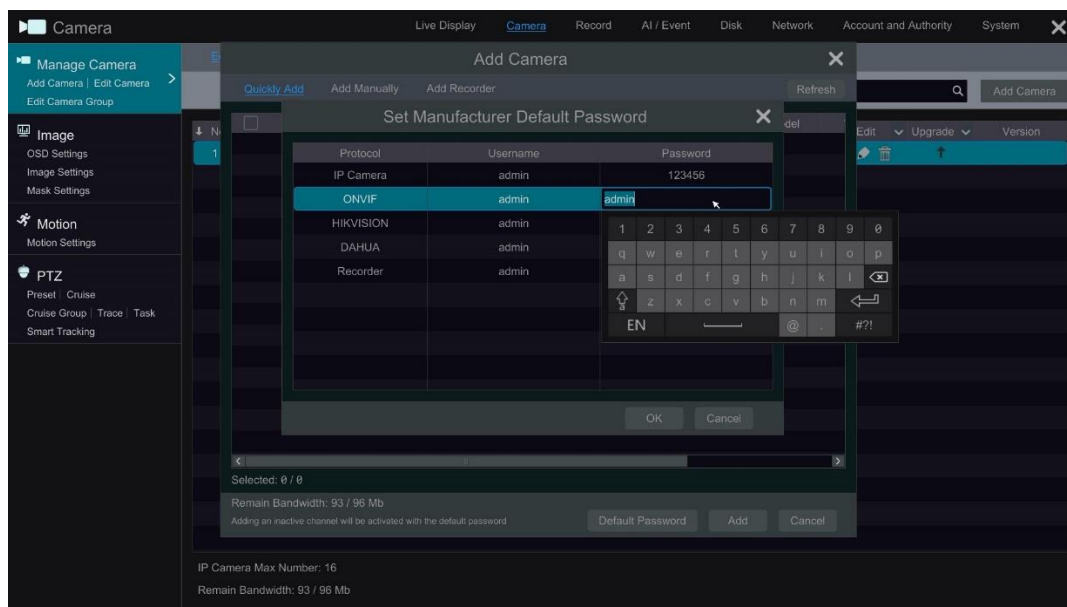 Camera
Live Display Camera Record AI / Event Disk Network Account and Authority System
Manage Camera
Add Camera | Edit Camera
Edit Camera Group
Image
OSD Settings
Image Settings
Mask Settings
Motion
Motion Settings
PTZ
Preset | Cruise
Cruise Group | Trace | Task
Smart Tracking
Add Camera
Add Camera
Quickly Add Add Manually Add Recorder Refresh
Edit Upgrade Version
1
Set Manufacturer Default Password
Protocol Username Password
IP Camera admin 123456
ONVIF admin admin
HIKVISION admin
DAHUA admin
Recorder admin
1 2 3 4 5 6 7 8 9 0
q w e r t y u i o p
a s d f g h j k l
z x c v b n m
EN @ . #?!
OK Cancel
Selected: 0 / 0
Remain Bandwidth: 93 / 96 Mb
Adding an inactive channel will be activated with the default password
Default Password Add Cancel
IP Camera Max Number: 16
Remain Bandwidth: 93 / 96 Mb